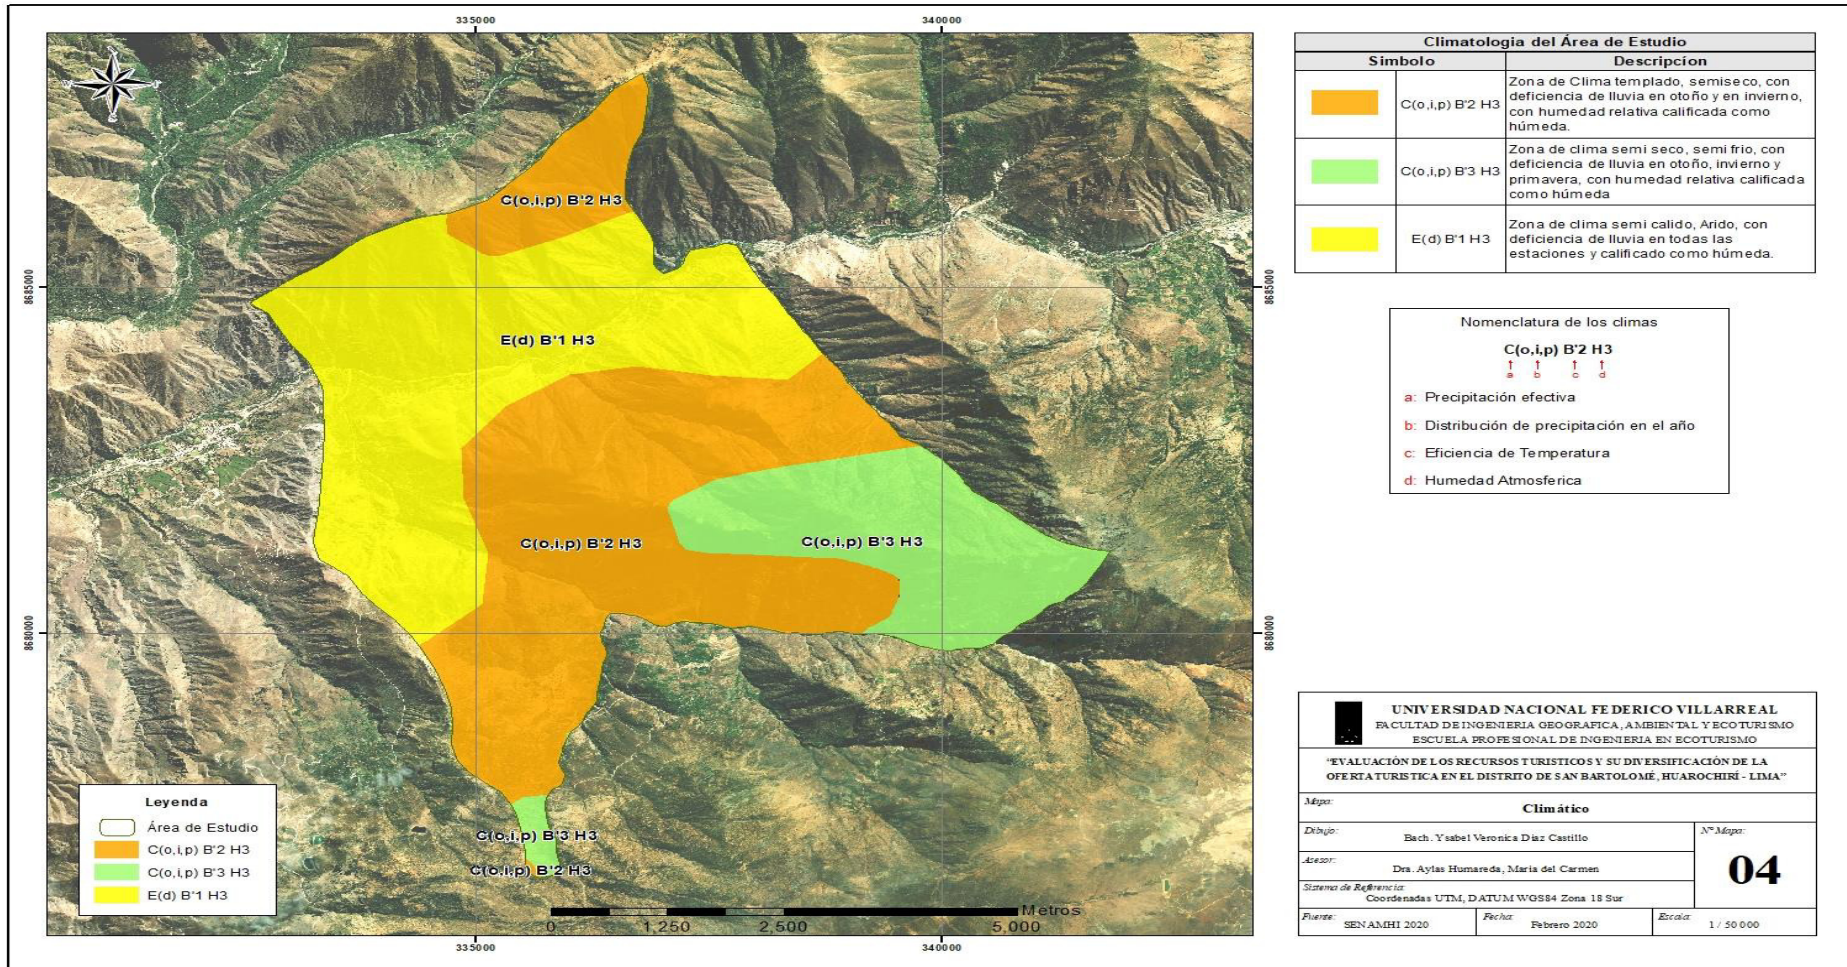 335000
340000
8685000
8680000
8685000
8680000
C(o,i,p) B'2 H3
E(d) B'1 H3
C(o,i,p) B'2 H3
C(o,i,p) B'3 H3
C(o,i,p) B'3 H3
C(o,i,p) B'2 H3
Leyenda
Área de Estudio
C(o,i,p) B'2 H3
C(o,i,p) B'3 H3
E(d) B'1 H3
Metros
0 1,250 2,500 5,000
335000
340000
Climatologia del Área de Estudio
Simbolo Descripcion
C(o,i,p) B'2 H3
Zona de Clima templado, semiseco, con
deficiencia de lluvia en otoño y en invierno,
con humedad relativa calificada como
húmeda.
C(o,i,p) B'3 H3
Zona de clima semi seco, semi frio, con
deficiencia de lluvia en otoño, invierno y
primavera, con humedad relativa calificada
como húmeda
E(d) B'1 H3
Zona de clima semi calido, Arido, con
deficiencia de lluvia en todas las
estaciones y calificado como húmeda.
Nomenclatura de los climas
C(o,i,p) B'2 H3
a b c d
a: Precipitación efectiva
b: Distribución de precipitación en el año
c: Eficiencia de Temperatura
d: Humedad Atmosferica
UNIVERSIDAD NACIONAL FEDERICO VILLARREAL
FACULTAD DE INGENIERIA GEOGRAFICA, AMBIENTAL Y ECOTURISMO
ESCUELA PROFESIONAL DE INGENIERIA EN ECOTURISMO
"EVALUACIÓN DE LOS RECURSOS TURISTICOS Y SU DIVERSIFICACIÓN DE LA
OFERTA TURISTICA EN EL DISTRITO DE SAN BARTOLOMÉ, HUAROCHIRÍ - LIMA"
Mapa: Climático
Dibujo: Bach. Ysabel Veronica Diaz Castillo
Asesor: Dra. Aylas Humareda, Maria del Carmen
Sistema de Referencia:
Coordenadas UTM, DATUM WGS84 Zona 18 Sur
N° Mapa:
04
Fuente: SENAMHI 2020
Fecha: Febrero 2020
Escala: 1 / 50 000